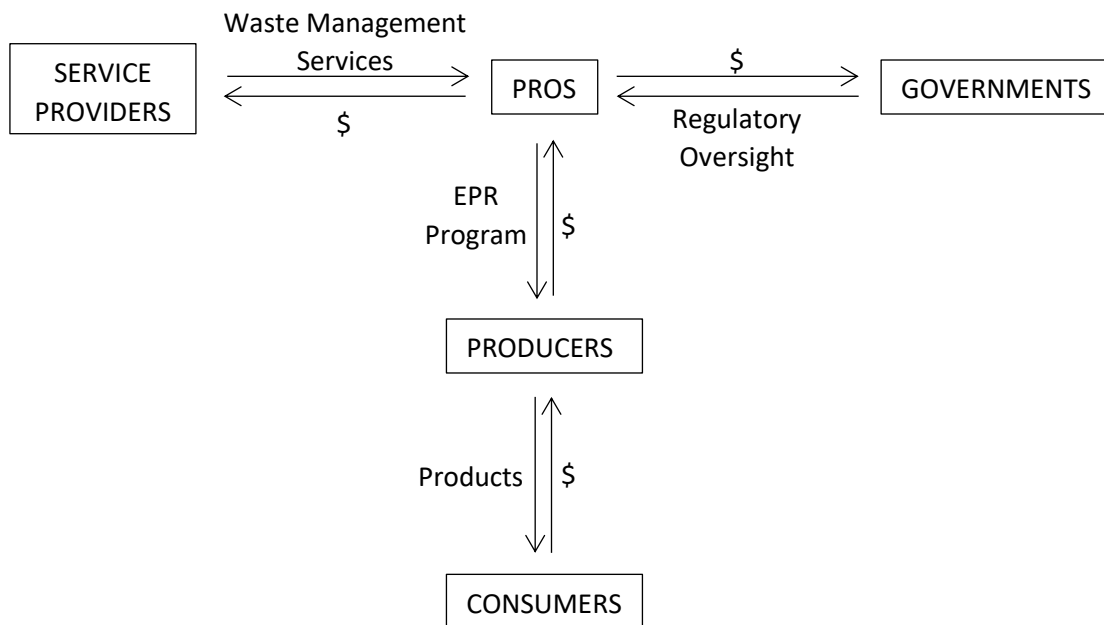 Waste Management
Services
SERVICE
PROVIDERS
$
PROS
$
Regulatory
Oversight
GOVERNMENTS
EPR
Program
$
PRODUCERS
Products
$
CONSUMERS